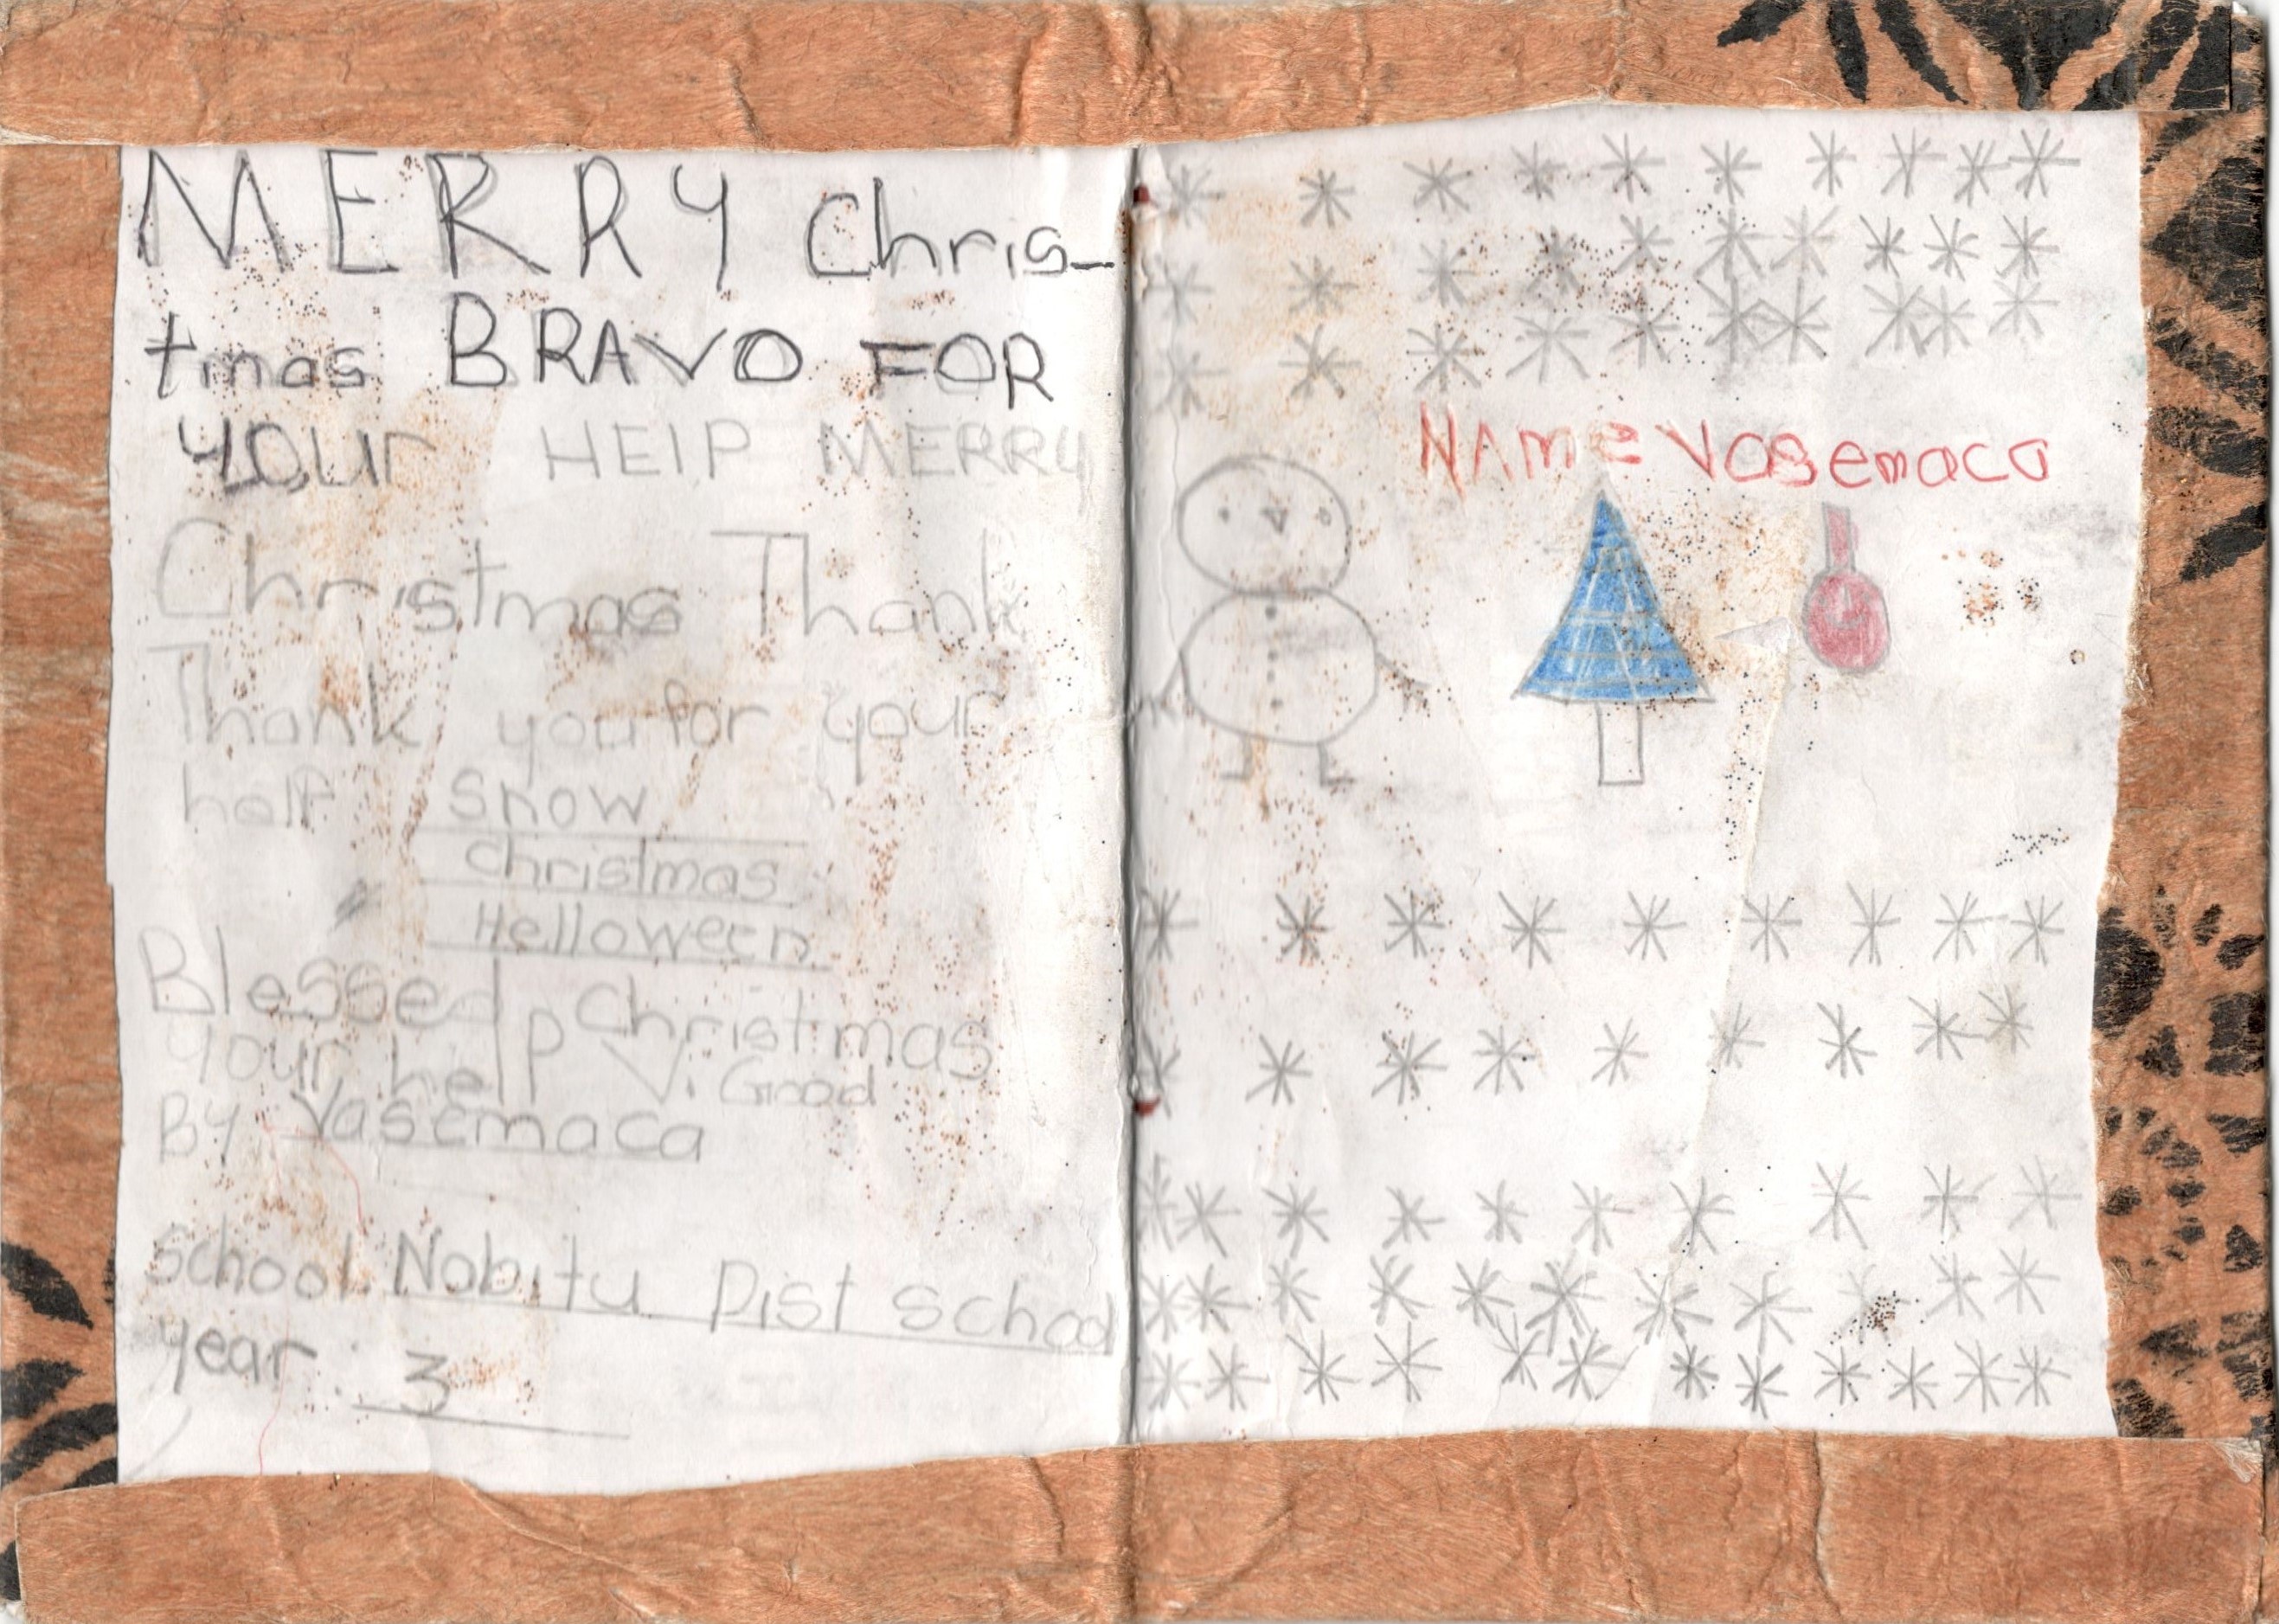 MERRY Chris-
tmas BRAVO FOR
your HElP MERRY
Christmas Thank
Thank you for your
half Snow
Christmas
Helloween
Blessed Christmas
your help V. Good
By Vasemaca
School Nabitu Dist School
year : 3
NAme Vasemaca